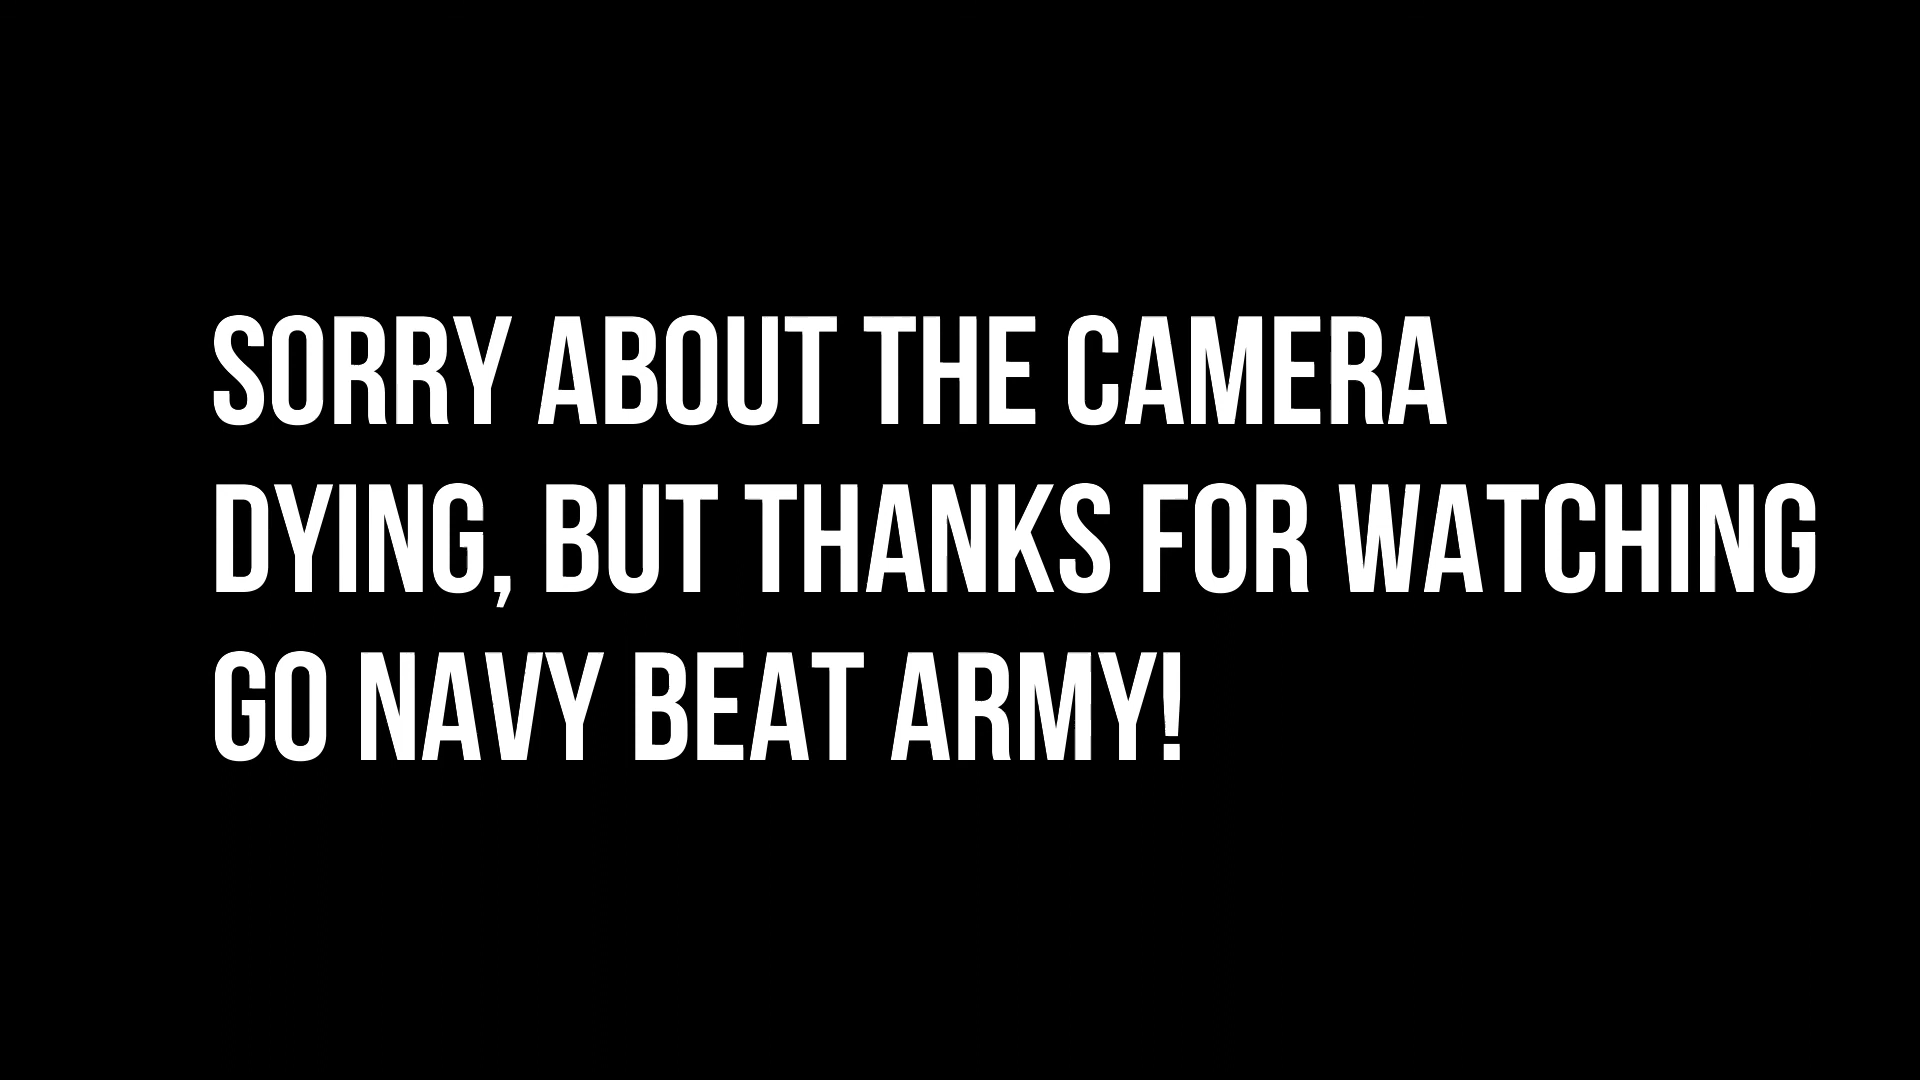 SORRY ABOUT THE CAMERA
DYING, BUT THANKS FOR WATCHING
GO NAVY BEAT ARMY!